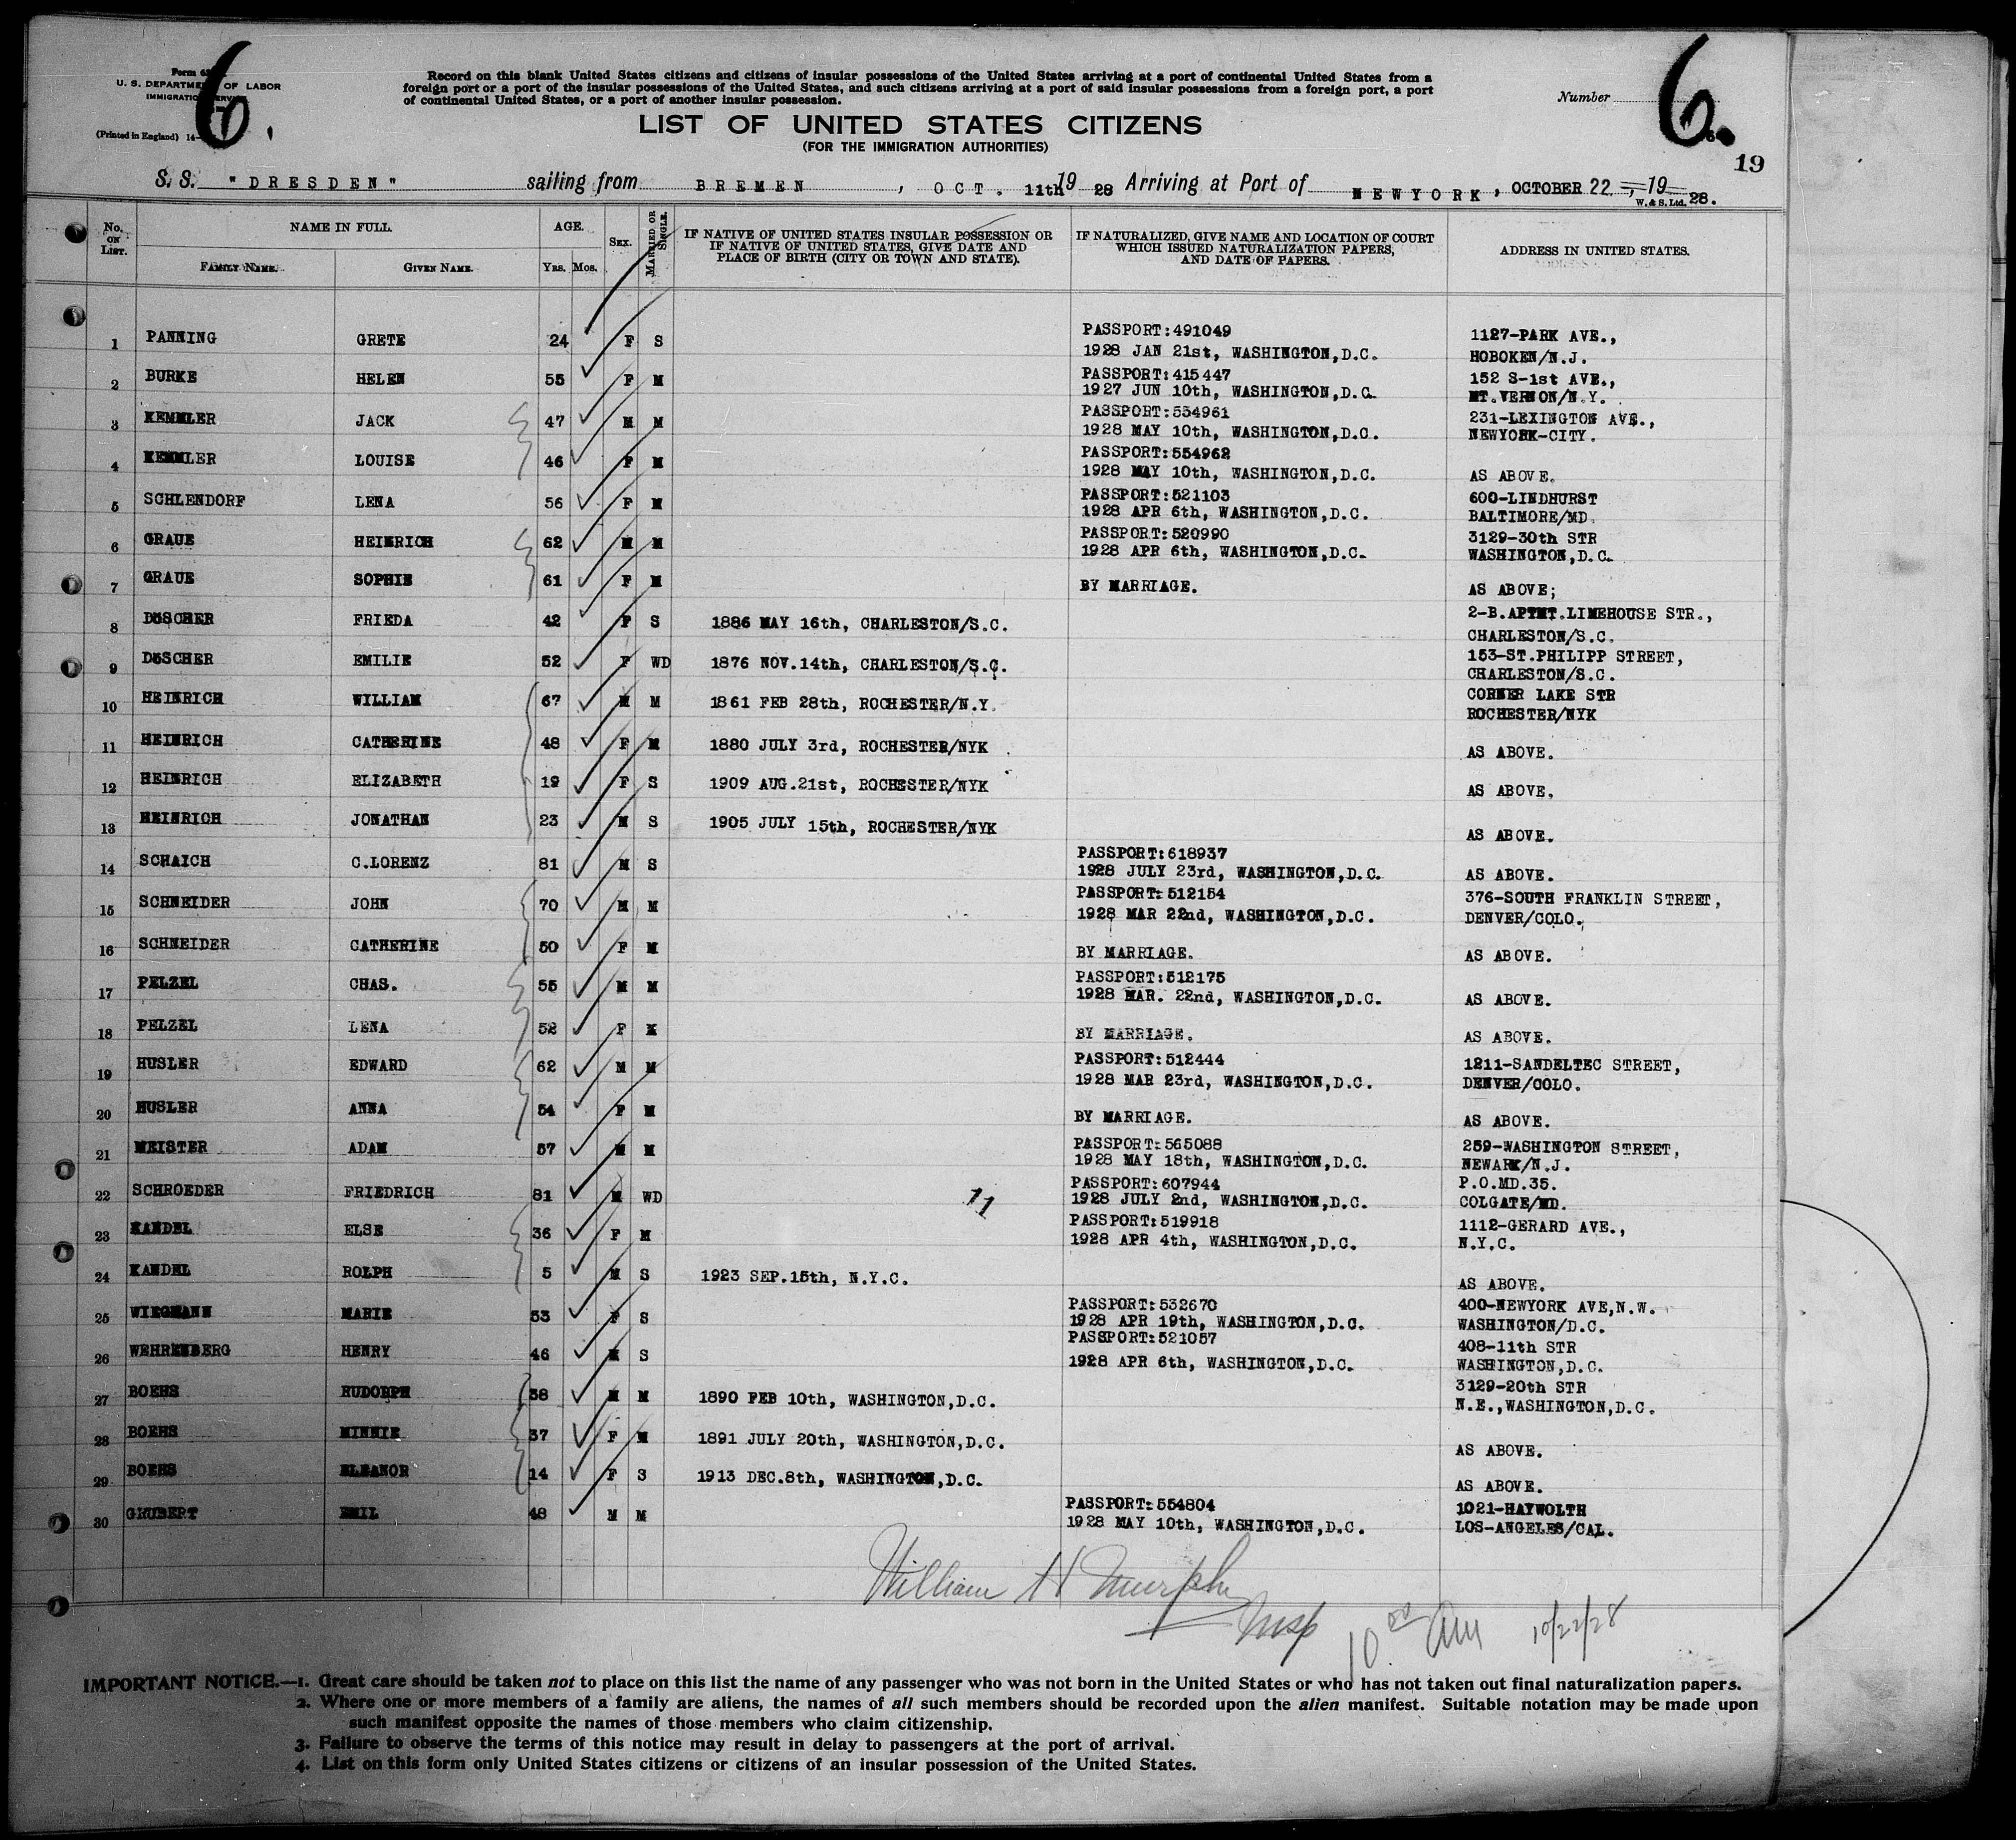 6.
Form 6
U. S. DEPARTMENT OF LABOR
IMMIGRATION SERVICE
(Printed in England) 14-
Record on this blank United States citizens and citizens of insular possessions of the United States arriving at a port of continental United States from a
foreign port or a port of the insular possessions of the United States, and such citizens arriving at a port of said insular possessions from a foreign port, a port
of continental United States, or a port of another insular possession.
Number 6.
LIST OF UNITED STATES CITIZENS
(FOR THE IMMIGRATION AUTHORITIES)
19
S.S. "DRESDEN" sailing from BREMEN, OCT. 11th 19 28 Arriving at Port of NEWYORK, OCTOBER 22, 19 28.
W. & S. Ltd.
No. ON LIST. NAME IN FULL. AGE. SEX. MARRIED OR SINGLE. IF NATIVE OF UNITED STATES INSULAR POSSESSION OR IF NATIVE OF UNITED STATES, GIVE DATE AND PLACE OF BIRTH (CITY OR TOWN AND STATE). IF NATURALIZED, GIVE NAME AND LOCATION OF COURT WHICH ISSUED NATURALIZATION PAPERS, AND DATE OF PAPERS. ADDRESS IN UNITED STATES.
FAMILY NAME. GIVEN NAME. YRS. MOS.
1 PANNING GRETE 24 F S PASSPORT:491049 1127-PARK AVE.,
1928 JAN 21st, WASHINGTON,D.C. HOBOKEN/N.J.
2 BURKE HELEN 55 F M PASSPORT:415447 152 S-1st AVE.,
1927 JUN 10th, WASHINGTON,D.C. MT.VERNON/N.Y.
3 KEMMLER JACK 47 M M PASSPORT:554961 231-LEXINGTON AVE.,
1928 MAY 10th, WASHINGTON,D.C. NEWYORK-CITY.
4 KEMMLER LOUISE 46 F M PASSPORT:554962
1928 MAY 10th, WASHINGTON,D.C. AS ABOVE.
5 SCHLENDORF LENA 56 F M PASSPORT:521103 600-LINDHURST
1928 APR 6th, WASHINGTON,D.C. BALTIMORE/MD.
6 GRAUE HEINRICH 62 M M PASSPORT:520990 3129-30th STR
1928 APR 6th, WASHINGTON,D.C. WASHINGTON,D.C.
7 GRAUE SOPHIE 61 F M BY MARRIAGE. AS ABOVE;
8 DöSCHER FRIEDA 42 F S 1886 MAY 16th, CHARLESTON/S.C. 2-B.APTMT.LIMEHOUSE STR.,
CHARLESTON/S.C.
9 DöSCHER EMILIE 52 F WD 1876 NOV.14th, CHARLESTON/S.C. 153-ST.PHILIPP STREET,
CHARLESTON/S.C.
10 HEINRICH WILLIAM 67 M M 1861 FEB 28th, ROCHESTER/N.Y. CORNER LAKE STR
ROCHESTER/NYK
11 HEINRICH CATHERINE 48 F M 1880 JULY 3rd, ROCHESTER/NYK AS ABOVE.
12 HEINRICH ELIZABETH 19 F S 1909 AUG.21st, ROCHESTER/NYK AS ABOVE.
13 HEINRICH JONATHAN 23 M S 1905 JULY 15th, ROCHESTER/NYK AS ABOVE.
14 SCHAICH C.LORENZ 81 M S PASSPORT:618937
1928 JULY 23rd, WASHINGTON,D.C. AS ABOVE.
15 SCHNEIDER JOHN 70 M M PASSPORT:512154 376-SOUTH FRANKLIN STREET,
1928 MAR 22nd, WASHINGTON,D.C. DENVER/COLO.
16 SCHNEIDER CATHERINE 50 F M BY MARRIAGE. AS ABOVE.
17 PELZEL CHAS. 55 M M PASSPORT:512175
1928 MAR. 22nd, WASHINGTON,D.C. AS ABOVE.
18 PELZEL LENA 52 F M BY MARRIAGE. AS ABOVE.
19 HUSLER EDWARD 62 M M PASSPORT:512444 1211-SANDELTEC STREET,
1928 MAR 23rd, WASHINGTON,D.C. DENVER/COLO.
20 HUSLER ANNA 54 F M BY MARRIAGE. AS ABOVE.
21 MEISTER ADAM 57 M M PASSPORT:565088 259-WASHINGTON STREET,
1928 MAY 18th, WASHINGTON,D.C. NEWARK/N.J.
22 SCHROEDER FRIEDRICH 81 M WD 11 PASSPORT:607944 P.O.MD.35.
1928 JULY 2nd, WASHINGTON,D.C. COLGATE/MD.
23 KANDEL ELSE 36 F M PASSPORT:519918 1112-GERARD AVE.,
1928 APR 4th, WASHINGTON,D.C. N.Y.C.
24 KANDEL ROLPH 5 M S 1923 SEP.15th, N.Y.C. AS ABOVE.
25 WIEGMANN MARIE 53 F S PASSPORT:532670 400-NEWYORK AVE,N.W.
1928 APR 19th, WASHINGTON,D.C. WASHINGTON/D.C.
26 WEHRENBERG HENRY 46 M S PASSPORT:521057 408-11th STR
1928 APR 6th, WASHINGTON,D.C. WASHINGTON,D.C.
27 BOEHS RUDOLPH 38 M M 1890 FEB 10th, WASHINGTON,D.C. 3129-20th STR
N.E.,WASHINGTON,D.C.
28 BOEHS MINNIE 37 F M 1891 JULY 20th, WASHINGTON,D.C. AS ABOVE.
29 BOEHS ELEANOR 14 F S 1913 DEC.8th, WASHINGTON,D.C. AS ABOVE.
30 GRUBERT EMIL 48 M M PASSPORT:554804 1021-HAYWOLTH
1928 MAY 10th, WASHINGTON,D.C. LOS-ANGELES/CAL.
William H Murphy
Insp 10 00 AM 10/22/28
IMPORTANT NOTICE.—1. Great care should be taken not to place on this list the name of any passenger who was not born in the United States or who has not taken out final naturalization papers.
2. Where one or more members of a family are aliens, the names of all such members should be recorded upon the alien manifest. Suitable notation may be made upon
such manifest opposite the names of those members who claim citizenship.
3. Failure to observe the terms of this notice may result in delay to passengers at the port of arrival.
4. List on this form only United States citizens or citizens of an insular possession of the United States.